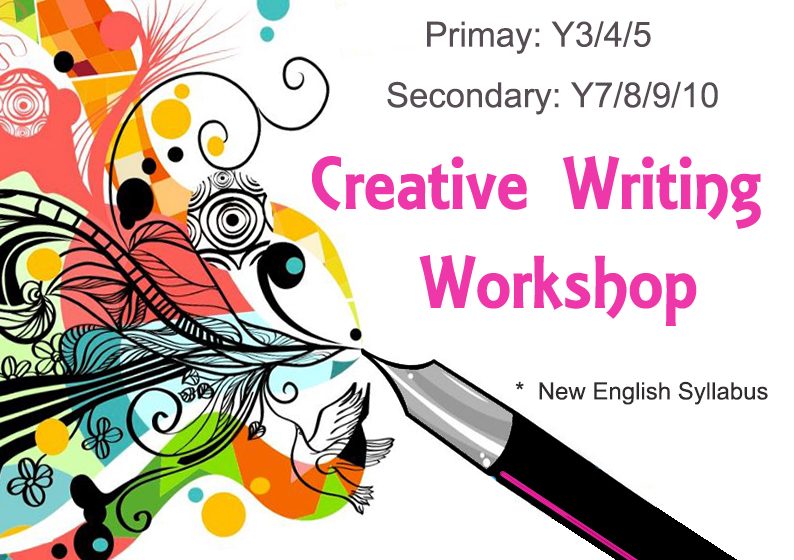 Primay: Y3/4/5
Secondary: Y7/8/9/10
Creative Writing
Workshop
* New English Syllabus